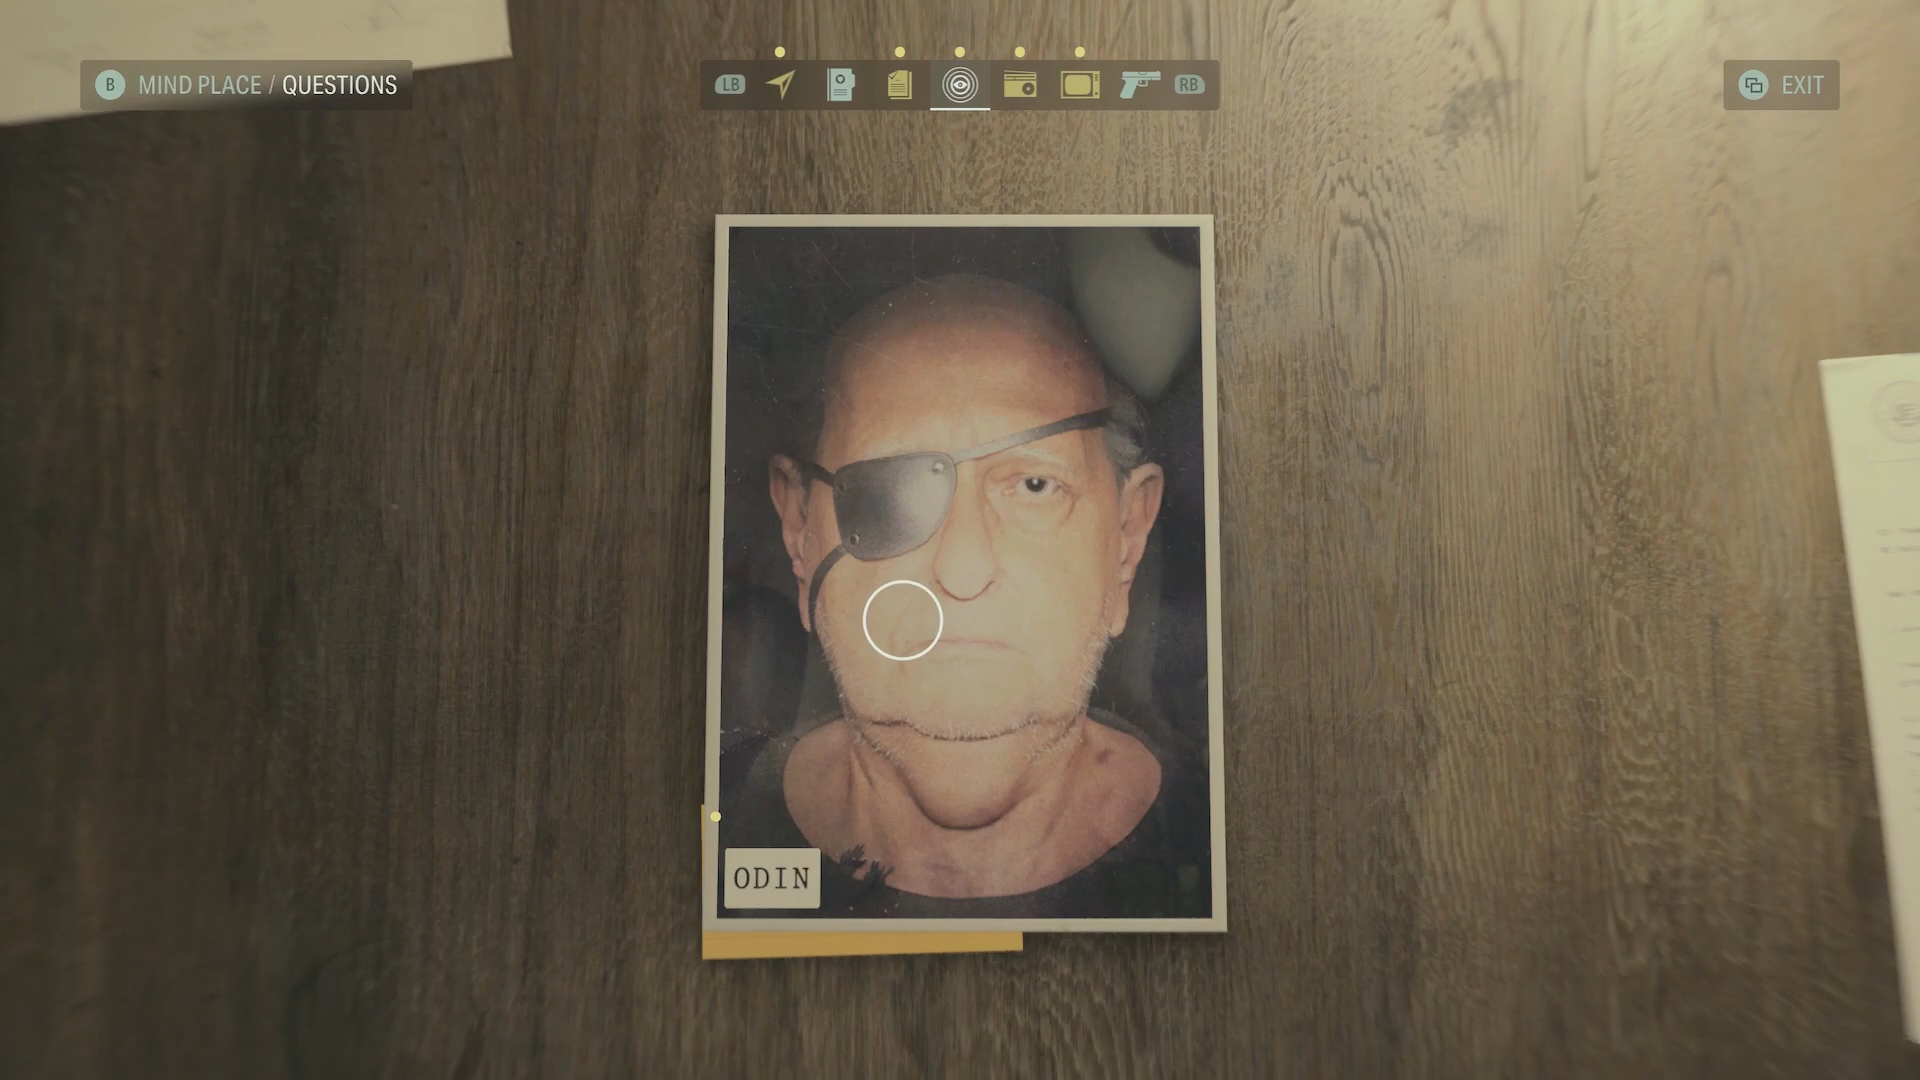 B MIND PLACE / QUESTIONS
LB
RB
EXIT
ODIN